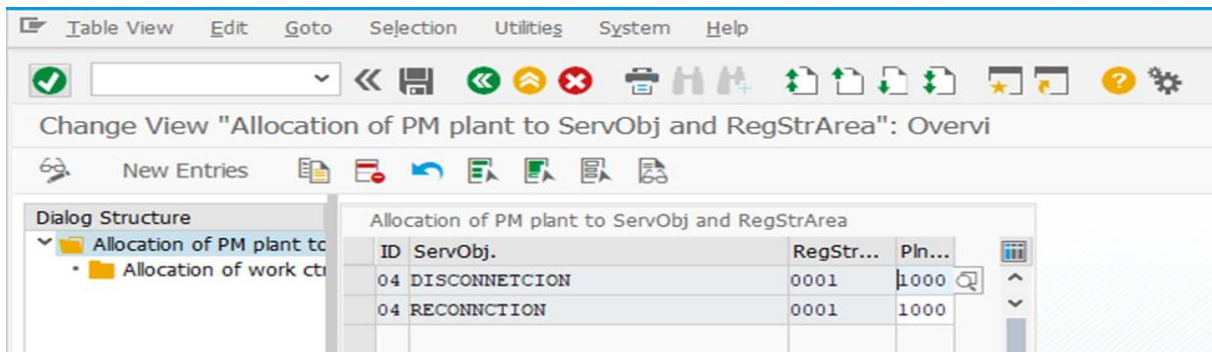 Table View Edit Goto Selection Utilities System Help
Change View "Allocation of PM plant to ServObj and RegStrArea": Overvi
New Entries
Dialog Structure
Allocation of PM plant to
Allocation of work ctr
Allocation of PM plant to ServObj and RegStrArea
ID ServObj. RegStr... Pln...
04 DISCONNETCION 0001 1000
04 RECONNCTION 0001 1000